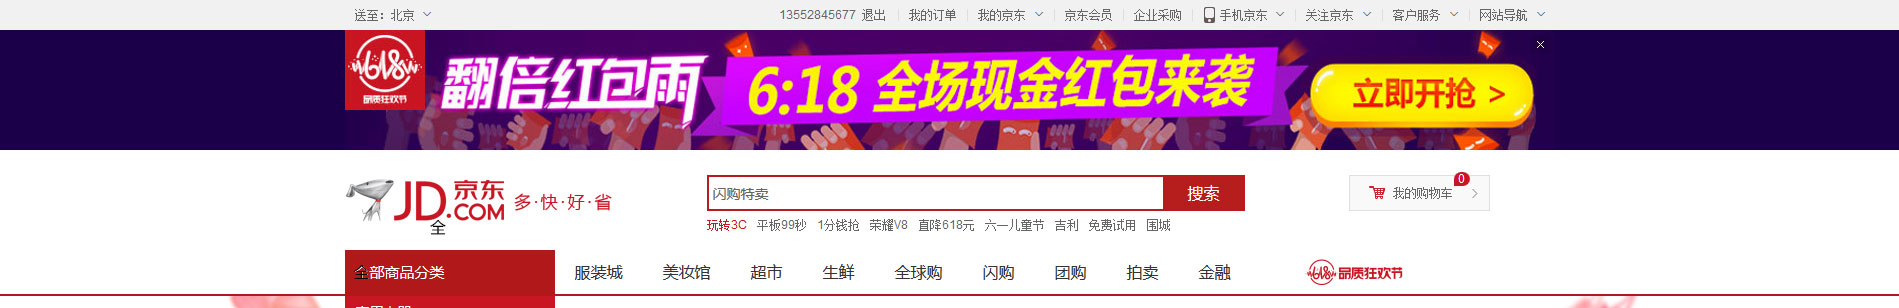 送至：北京
13552845677 退出 我的订单 我的京东 京东会员 企业采购 手机京东 关注京东 客户服务 网站导航
618
品质狂欢节
翻倍红包雨
6:18 全场现金红包来袭
立即开抢 >
JD京东
.COM
多·快·好·省
闪购特卖
搜索
0
我的购物车
玩转3C 平板99秒 1分钱抢 荣耀V8 直降618元 六一儿童节 吉利 免费试用 围城
全
全部商品分类 服装城 美妆馆 超市 生鲜 全球购 闪购 团购 拍卖 金融 618 品质狂欢节